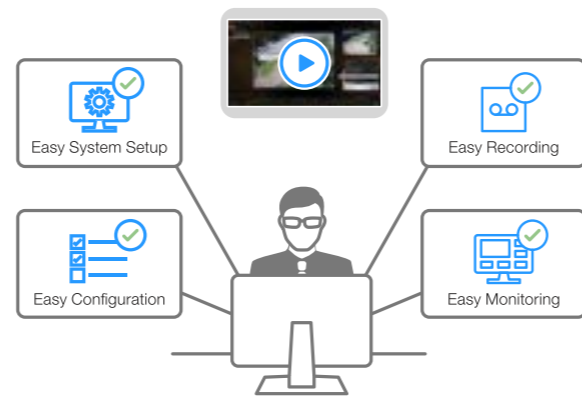 Easy System Setup
Easy Recording
Easy Configuration
Easy Monitoring